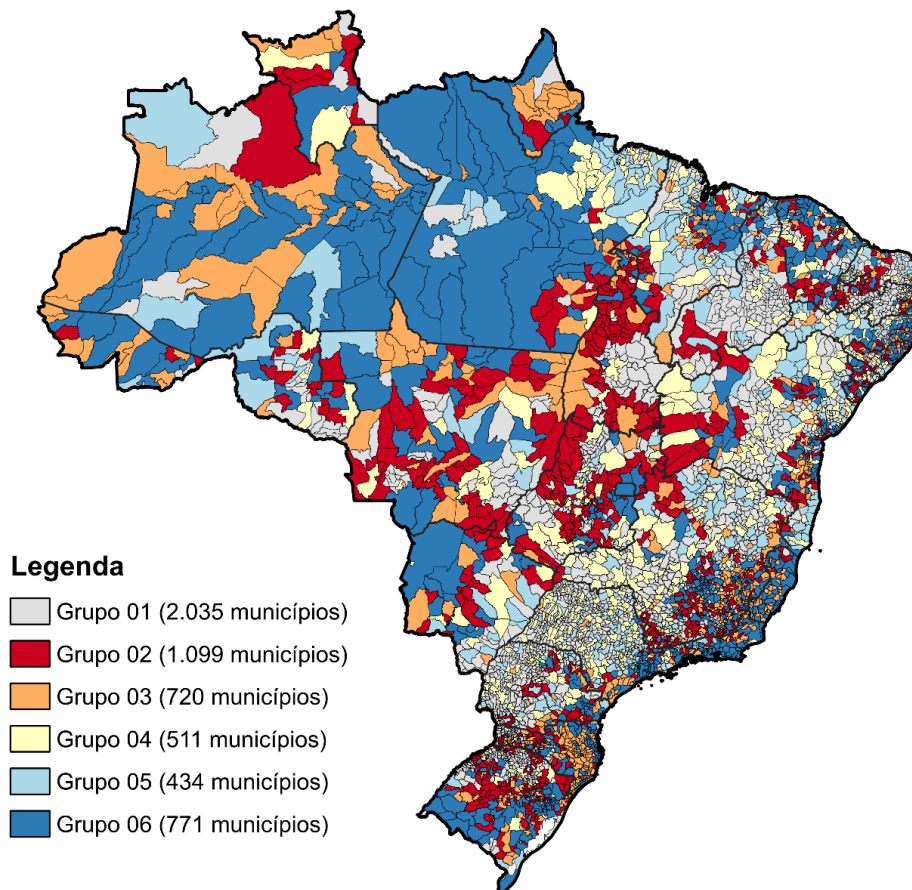 Legenda
Grupo 01 (2.035 municípios)
Grupo 02 (1.099 municípios)
Grupo 03 (720 municípios)
Grupo 04 (511 municípios)
Grupo 05 (434 municípios)
Grupo 06 (771 municípios)